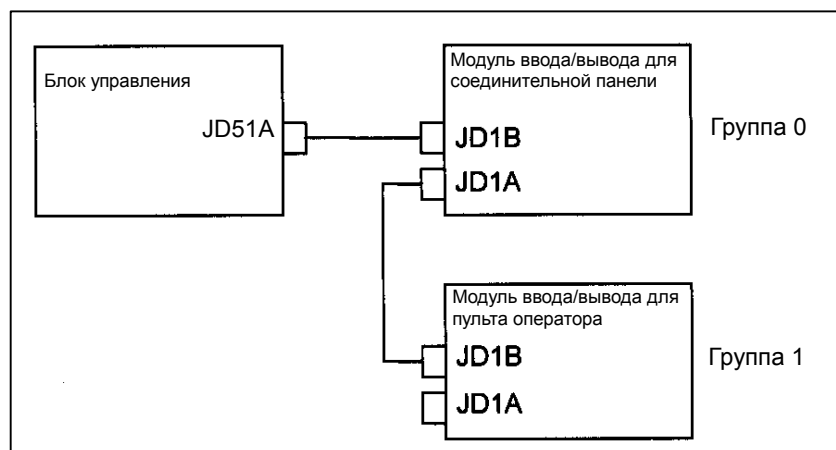 Блок управления
JD51A
Модуль ввода/вывода для
соединительной панели
JD1B
JD1A
Группа 0
Модуль ввода/вывода для
пульта оператора
JD1B
JD1A
Группа 1